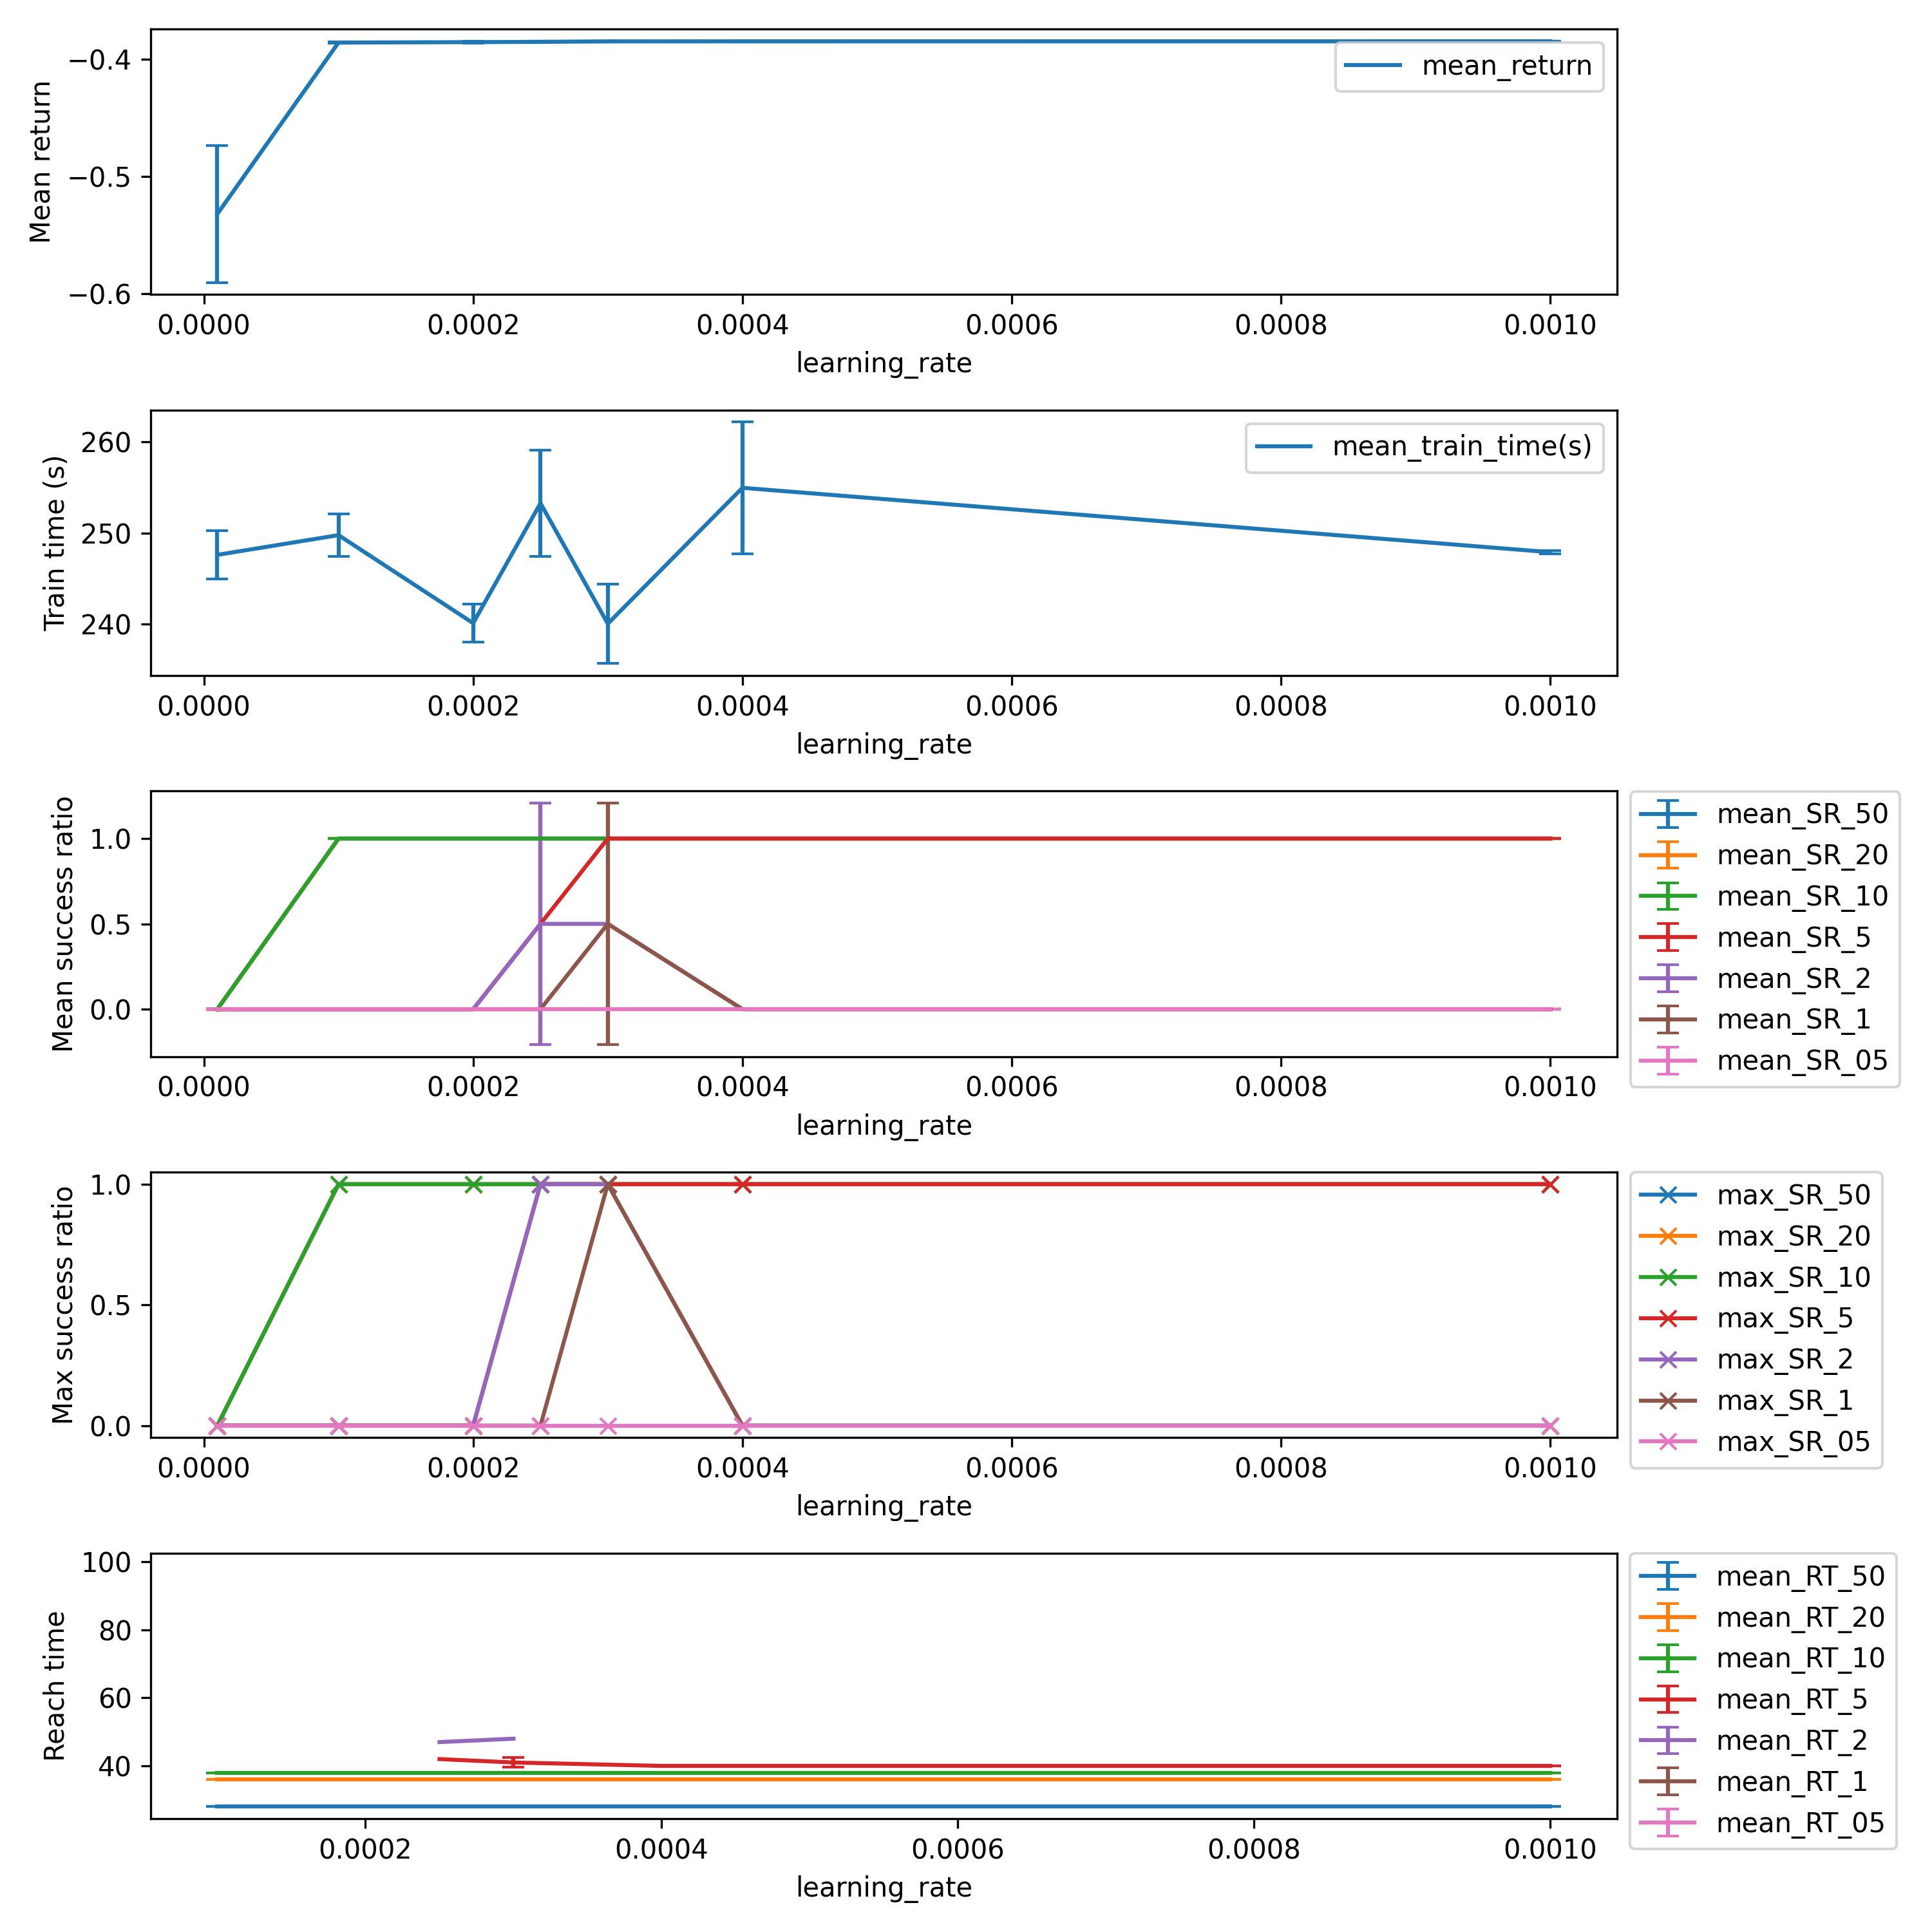 −0.4
−0.5
−0.6
Mean return
mean_return
0.0000 0.0002 0.0004 0.0006 0.0008 0.0010
learning_rate
260
250
240
Train time (s)
mean_train_time(s)
0.0000 0.0002 0.0004 0.0006 0.0008 0.0010
learning_rate
1.0
0.5
0.0
Mean success ratio
0.0000 0.0002 0.0004 0.0006 0.0008 0.0010
learning_rate
mean_SR_50
mean_SR_20
mean_SR_10
mean_SR_5
mean_SR_2
mean_SR_1
mean_SR_05
1.0
0.5
0.0
Max success ratio
0.0000 0.0002 0.0004 0.0006 0.0008 0.0010
learning_rate
max_SR_50
max_SR_20
max_SR_10
max_SR_5
max_SR_2
max_SR_1
max_SR_05
100
80
60
40
Reach time
0.0002 0.0004 0.0006 0.0008 0.0010
learning_rate
mean_RT_50
mean_RT_20
mean_RT_10
mean_RT_5
mean_RT_2
mean_RT_1
mean_RT_05